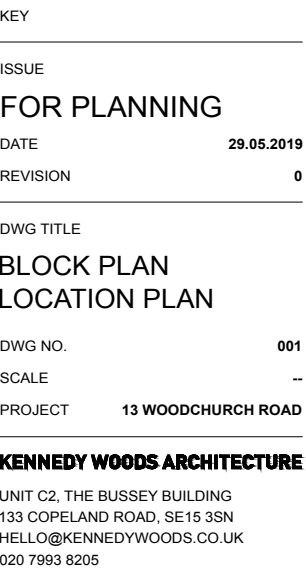 KEY
ISSUE
FOR PLANNING
DATE 29.05.2019
REVISION 0
DWG TITLE
BLOCK PLAN
LOCATION PLAN
DWG NO. 001
SCALE --
PROJECT 13 WOODCHURCH ROAD
KENNEDY WOODS ARCHITECTURE
UNIT C2, THE BUSSEY BUILDING
133 COPELAND ROAD, SE15 3SN
HELLO@KENNEDYWOODS.CO.UK
020 7993 8205